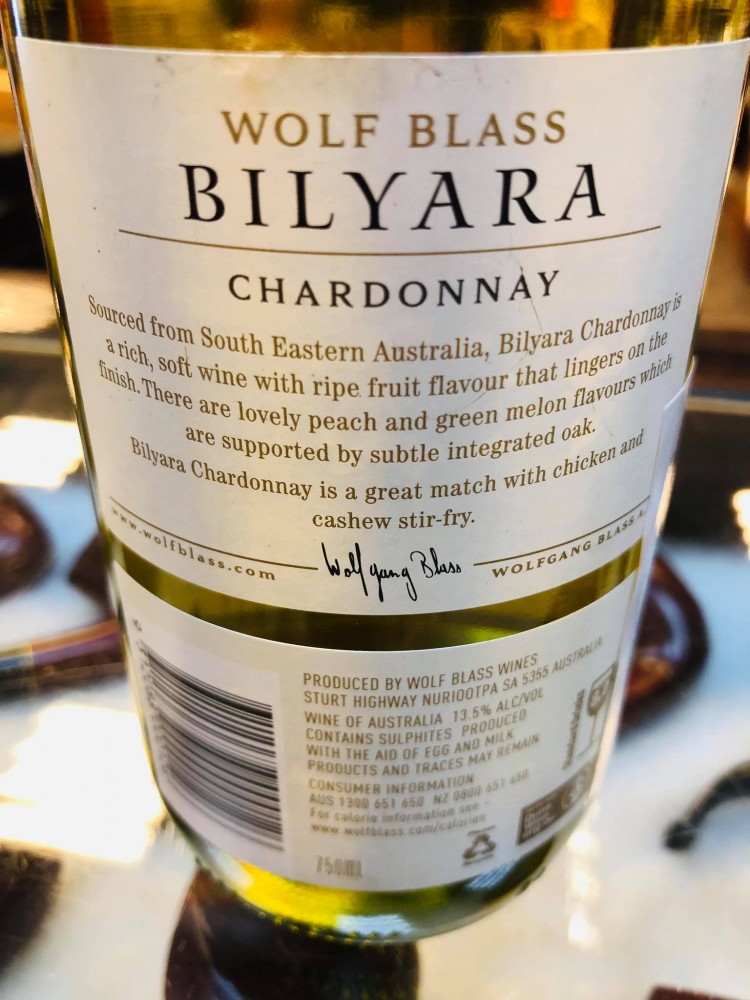 WOLF BLASS
BILYARA
CHARDONNAY
Sourced from South Eastern Australia, Bilyara Chardonnay is
a rich, soft wine with ripe fruit flavour that lingers on the
finish. There are lovely peach and green melon flavours which
are supported by subtle integrated oak.
Bilyara Chardonnay is a great match with chicken and
cashew stir-fry.
www.wolfblass.com
Wolfgang Blass
WOLFGANG BLASS A
PRODUCED BY WOLF BLASS WINES
STURT HIGHWAY NURIOOTPA SA 5355 AUSTRALIA
WINE OF AUSTRALIA 13.5% ALC/VOL
CONTAINS SULPHITES PRODUCED
WITH THE AID OF EGG AND MILK
PRODUCTS AND TRACES MAY REMAIN
CONSUMER INFORMATION
AUS 1300 651 650 NZ 0800 651 650
For calorie information see -
www.wolfblass.com/calories
750ML